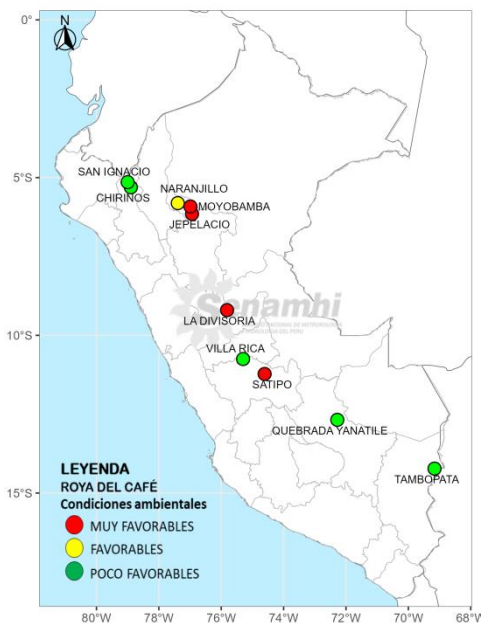 N
0°
SAN IGNACIO
CHIRINOS
NARANJILLO
MOYOBAMBA
JEPELACIO
5°S
Senamhi
LA DIVISORIA
10°S
VILLA RICA
SATIPO
QUEBRADA YANATILE
TAMBOPATA
LEYENDA
ROYA DEL CAFÉ
Condiciones ambientales
MUY FAVORABLES
FAVORABLES
POCO FAVORABLES
15°S
80°W 78°W 76°W 74°W 72°W 70°W 68°W